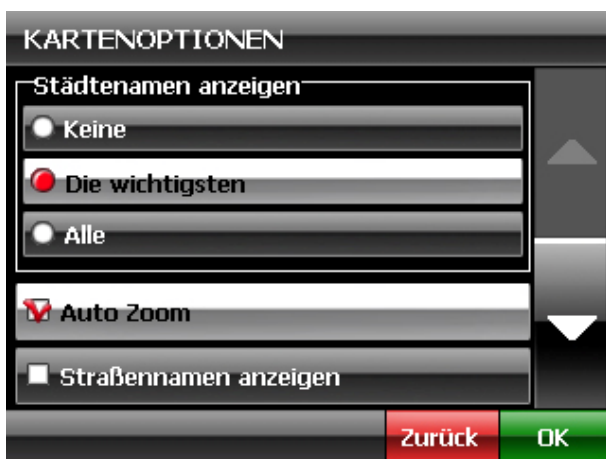 KARTENOPTIONEN
Städtenamen anzeigen
Keine
Die wichtigsten
Alle
Auto Zoom
Straßennamen anzeigen
Zurück OK